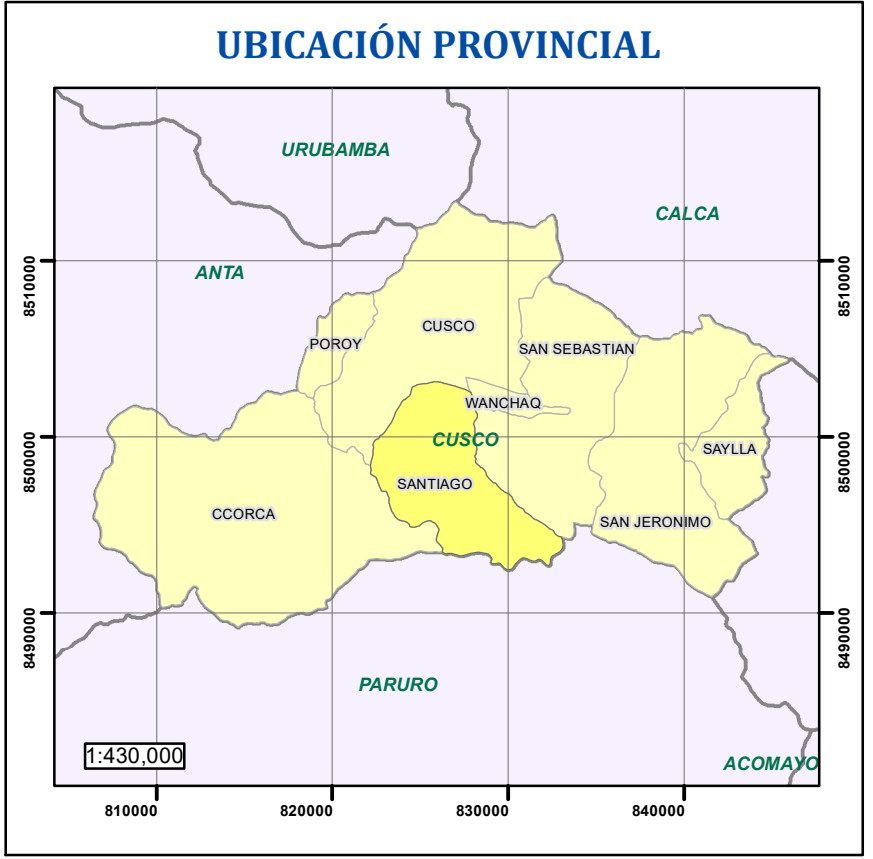 UBICACIÓN PROVINCIAL
URUBAMBA
CALCA
ANTA
8510000
8510000
CUSCO
POROY
SAN SEBASTIAN
WANCHAQ
CUSCO
8500000
8500000
SAYLLA
SANTIAGO
CCORCA
SAN JERONIMO
8490000
8490000
PARURO
1:430,000
ACOMAYO
810000
820000
830000
840000